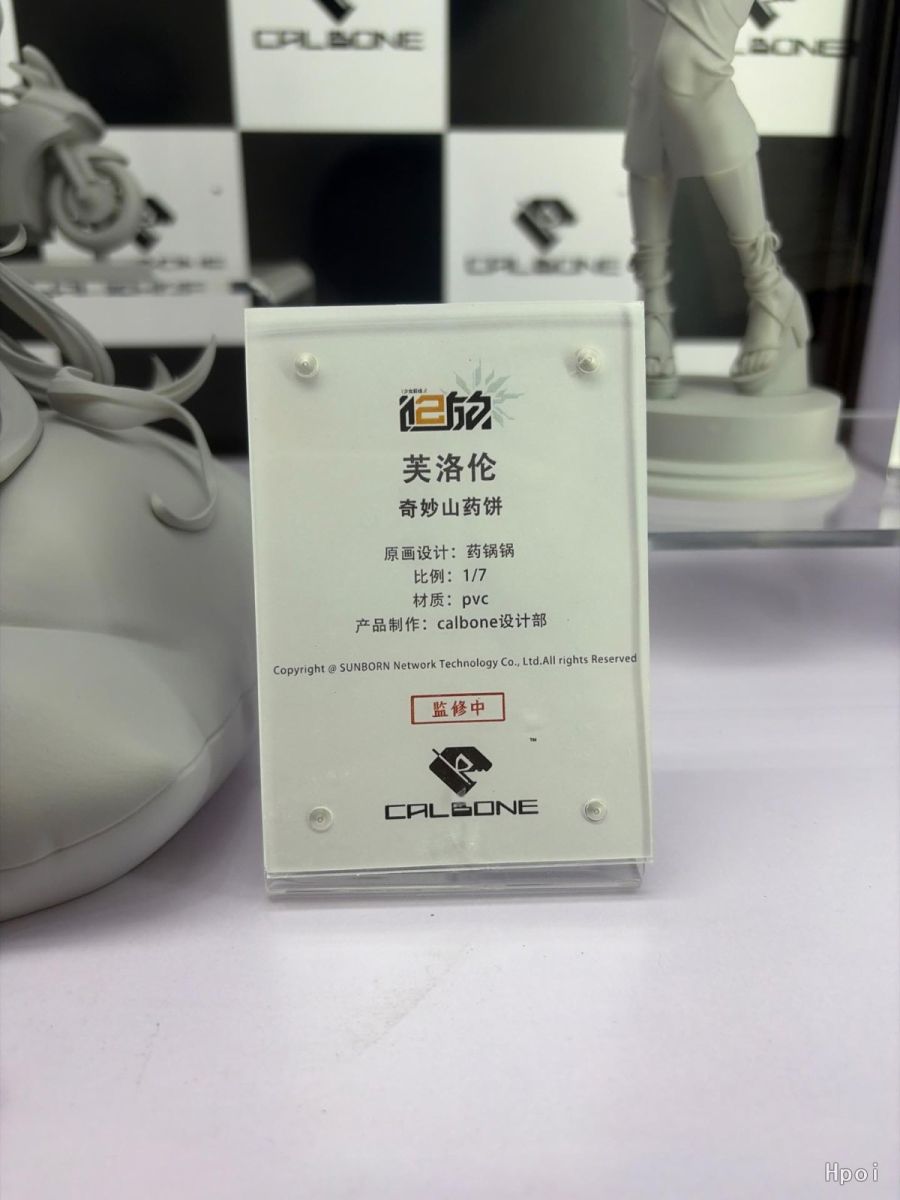 CALBONE
CALBONE
CALBONE
少女前线2
追放
芙洛伦
奇妙山药饼
原画设计：药锅锅
比例：1/7
材质：pvc
产品制作：calbone设计部
Copyright @ SUNBORN Network Technology Co., Ltd.All rights Reserved
监修中
TM
CALBONE
Hpoi